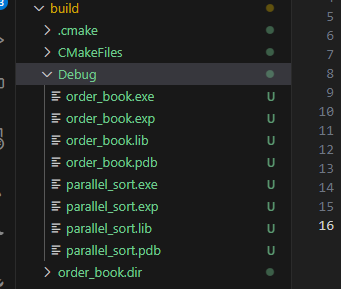 build
.cmake
CMakeFiles
Debug
order_book.exe U
order_book.exp U
order_book.lib U
order_book.pdb U
parallel_sort.exe U
parallel_sort.exp U
parallel_sort.lib U
parallel_sort.pdb U
order_book.dir
5
6
7
8
9
10
11
12
13
14
15
16